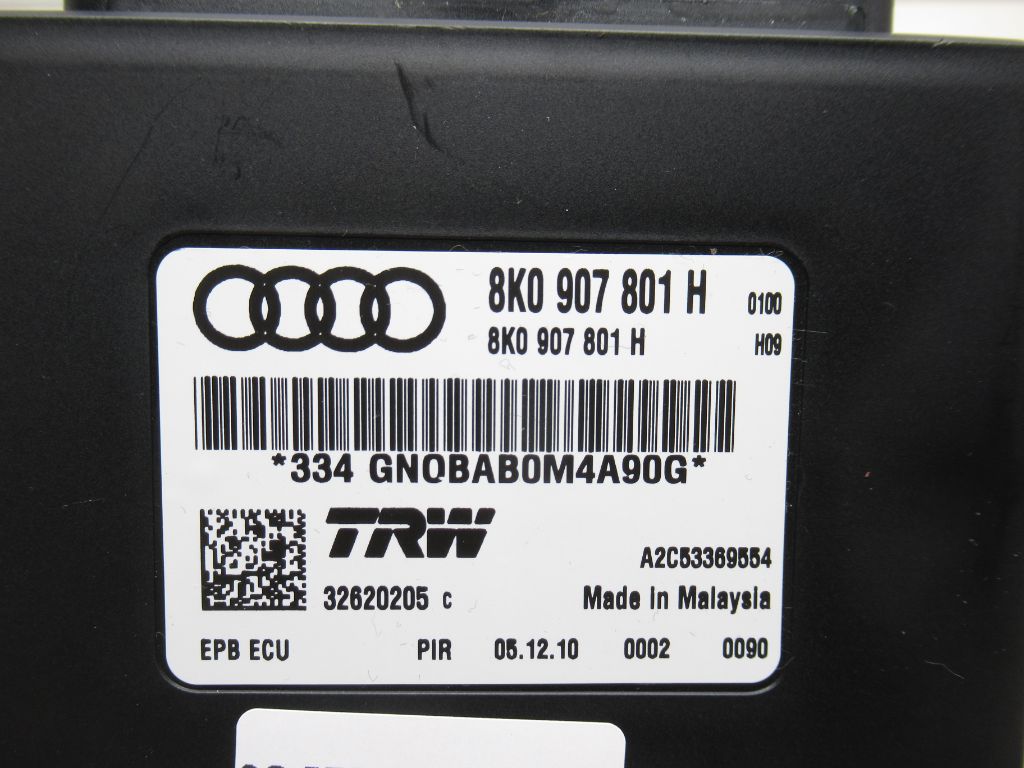 8K0 907 801 H 0100
8K0 907 801 H H09
*334 GNQBAB0M4A90G*
TRW
A2C53369554
32620205 c Made in Malaysia
EPB ECU PIR 05.12.10 0002 0090